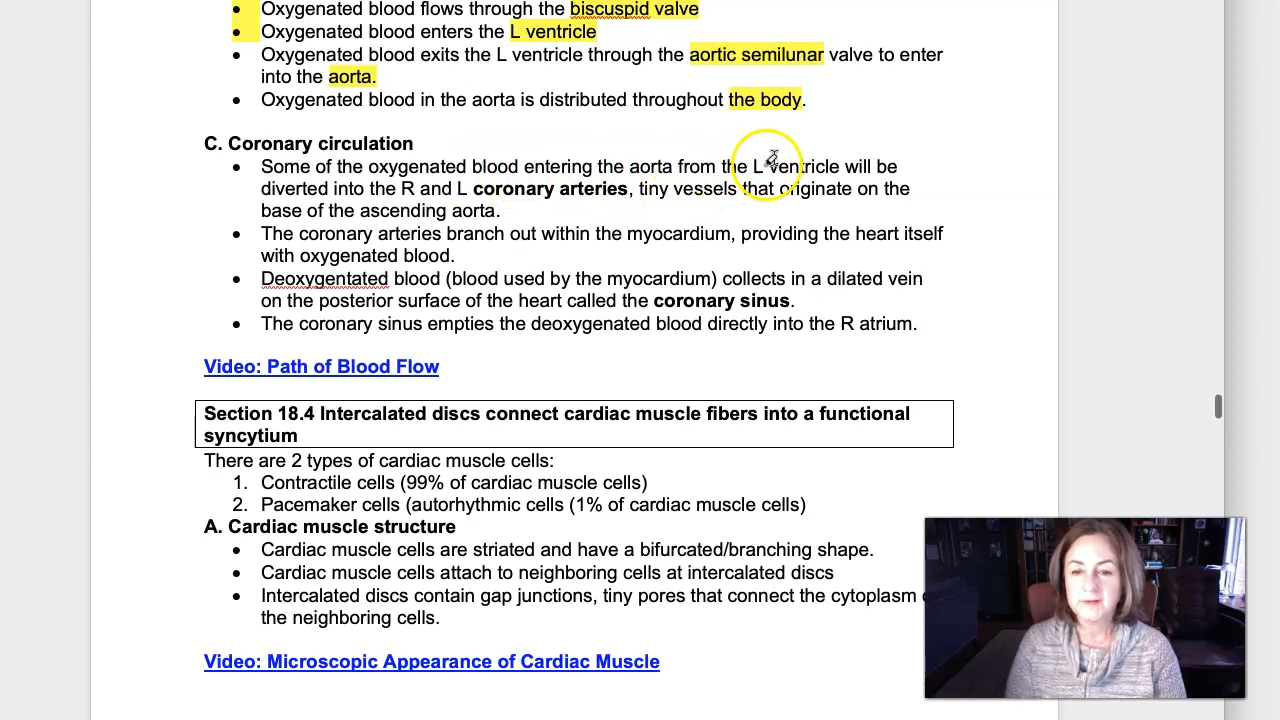 • Oxygenated blood flows through the biscuspid valve
• Oxygenated blood enters the L ventricle
• Oxygenated blood exits the L ventricle through the aortic semilunar valve to enter
into the aorta.
• Oxygenated blood in the aorta is distributed throughout the body.
C. Coronary circulation
• Some of the oxygenated blood entering the aorta from the L ventricle will be
diverted into the R and L coronary arteries, tiny vessels that originate on the
base of the ascending aorta.
• The coronary arteries branch out within the myocardium, providing the heart itself
with oxygenated blood.
• Deoxygentated blood (blood used by the myocardium) collects in a dilated vein
on the posterior surface of the heart called the coronary sinus.
• The coronary sinus empties the deoxygenated blood directly into the R atrium.
Video: Path of Blood Flow
Section 18.4 Intercalated discs connect cardiac muscle fibers into a functional
syncytium
There are 2 types of cardiac muscle cells:
1. Contractile cells (99% of cardiac muscle cells)
2. Pacemaker cells (autorhythmic cells (1% of cardiac muscle cells)
A. Cardiac muscle structure
• Cardiac muscle cells are striated and have a bifurcated/branching shape.
• Cardiac muscle cells attach to neighboring cells at intercalated discs
• Intercalated discs contain gap junctions, tiny pores that connect the cytoplasm
the neighboring cells.
Video: Microscopic Appearance of Cardiac Muscle